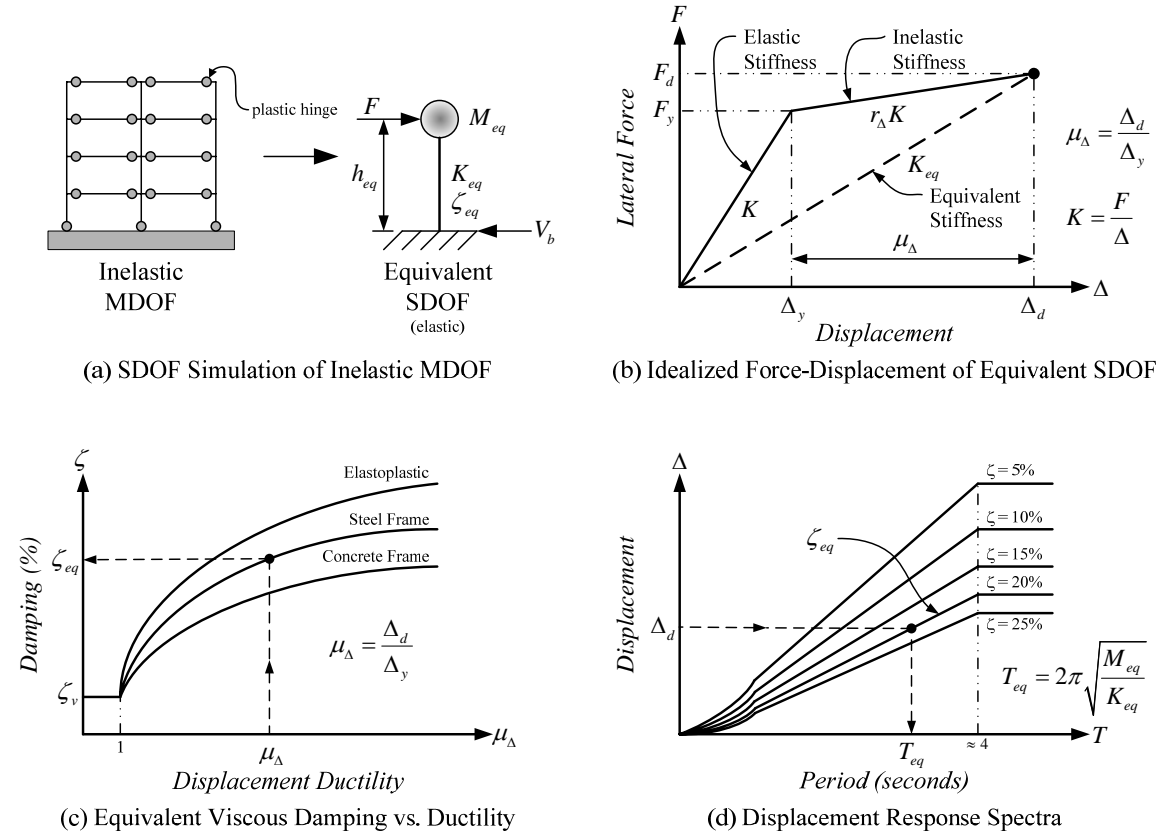 plastic hinge
F
M_eq
h_eq
K_eq
ζ_eq
V_b
Inelastic
MDOF
Equivalent
SDOF
(elastic)
(a) SDOF Simulation of Inelastic MDOF
F
Elastic
Stiffness
Inelastic
Stiffness
F_d
F_y
r_Δ K
K_eq
K
Equivalent
Stiffness
μ_Δ
μ_Δ = Δ_d / Δ_y
K = F / Δ
Lateral Force
Δ
Δ_y
Δ_d
Displacement
(b) Idealized Force-Displacement of Equivalent SDOF
ζ
Elastoplastic
Steel Frame
Concrete Frame
ζ_eq
ζ_v
Damping (%)
μ_Δ = Δ_d / Δ_y
1
μ_Δ
μ_Δ
Displacement Ductility
(c) Equivalent Viscous Damping vs. Ductility
Δ
ζ = 5%
ζ = 10%
ζ = 15%
ζ = 20%
ζ = 25%
ζ_eq
Δ_d
Displacement
T_eq = 2π √(M_eq / K_eq)
T_eq
≈ 4
T
Period (seconds)
(d) Displacement Response Spectra